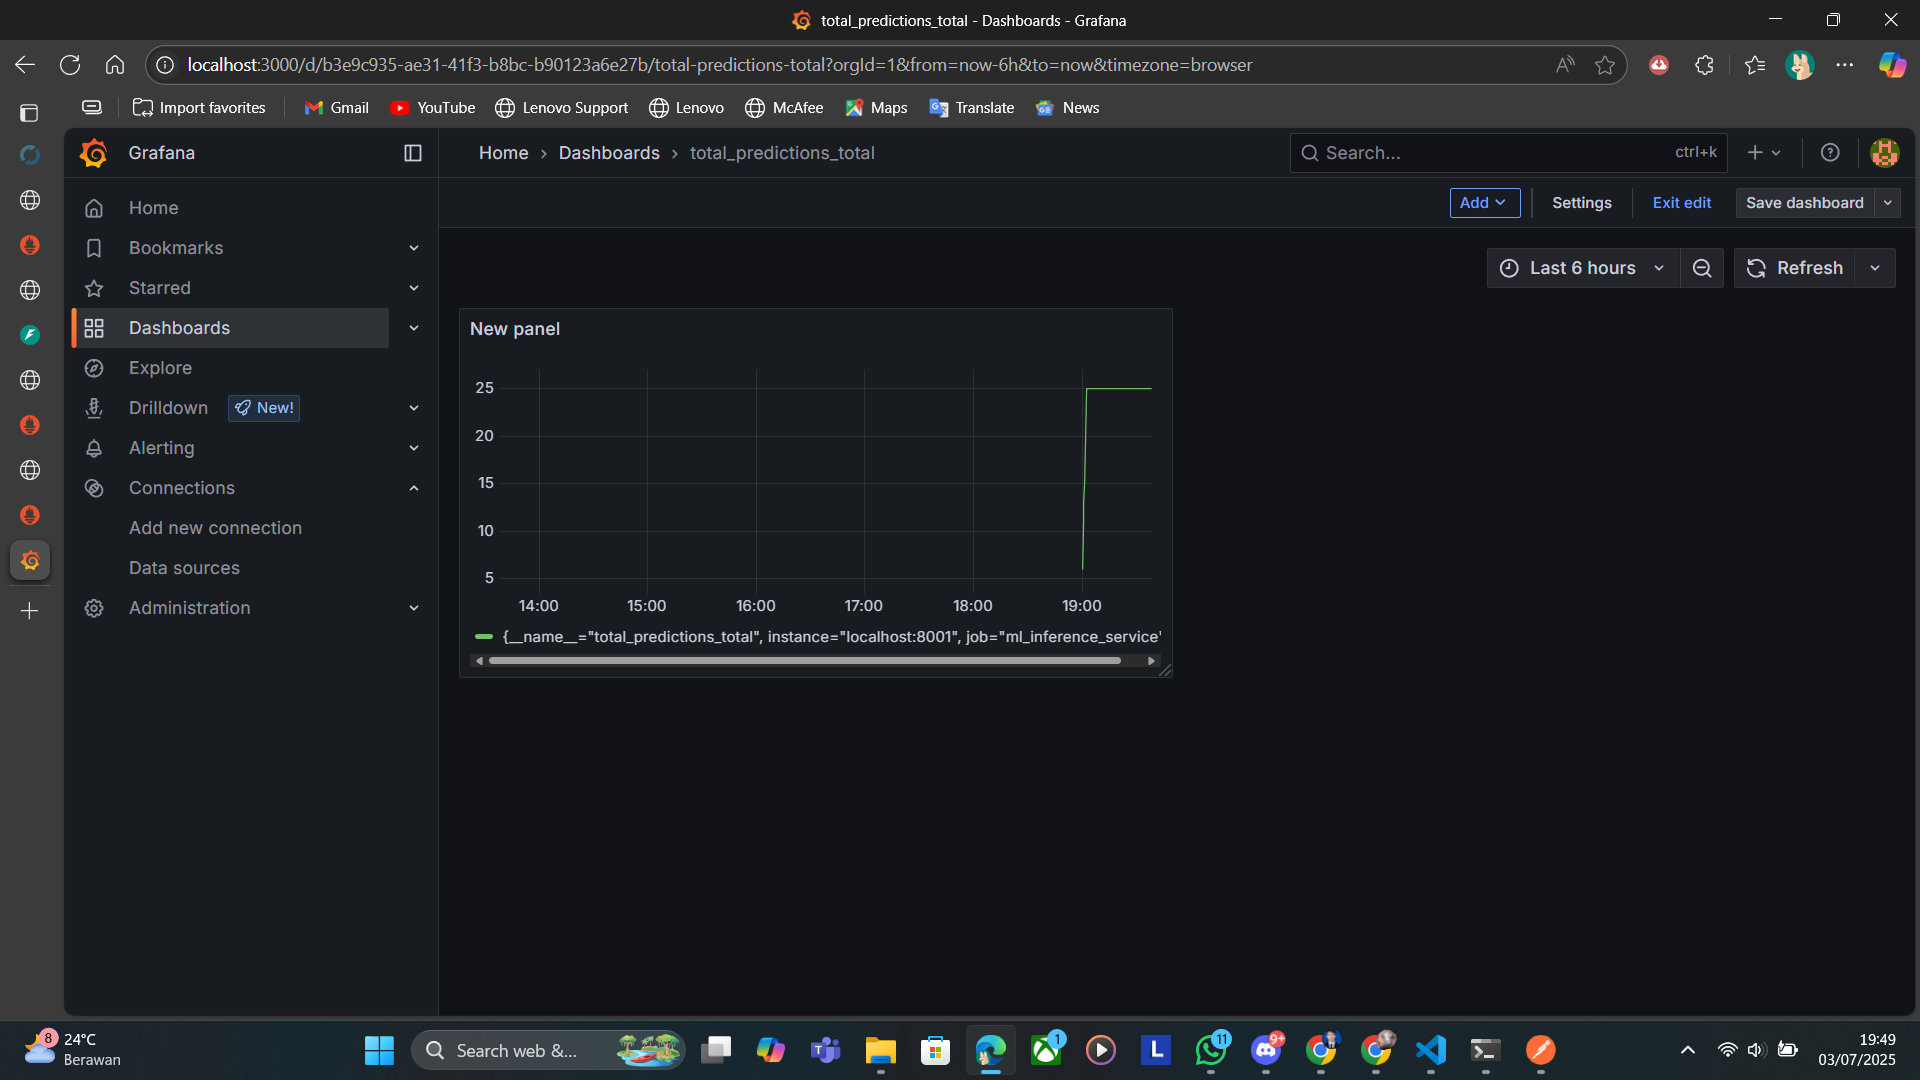 total_predictions_total - Dashboards - Grafana
localhost:3000/d/b3e9c935-ae31-41f3-b8bc-b90123a6e27b/total-predictions-total?orgId=1&from=now-6h&to=now&timezone=browser
Import favorites Gmail YouTube Lenovo Support Lenovo McAfee Maps Translate News
Grafana
Home › Dashboards › total_predictions_total
Search... ctrl+k
Add Settings Exit edit Save dashboard
Home
Bookmarks
Starred
Dashboards
Explore
Drilldown New!
Alerting
Connections
Add new connection
Data sources
Administration
Last 6 hours Refresh
New panel
25
20
15
10
5
14:00 15:00 16:00 17:00 18:00 19:00
{__name__="total_predictions_total", instance="localhost:8001", job="ml_inference_service"
8
24°C
Berawan
Search web &...
L
1
11
9+
19:49
03/07/2025